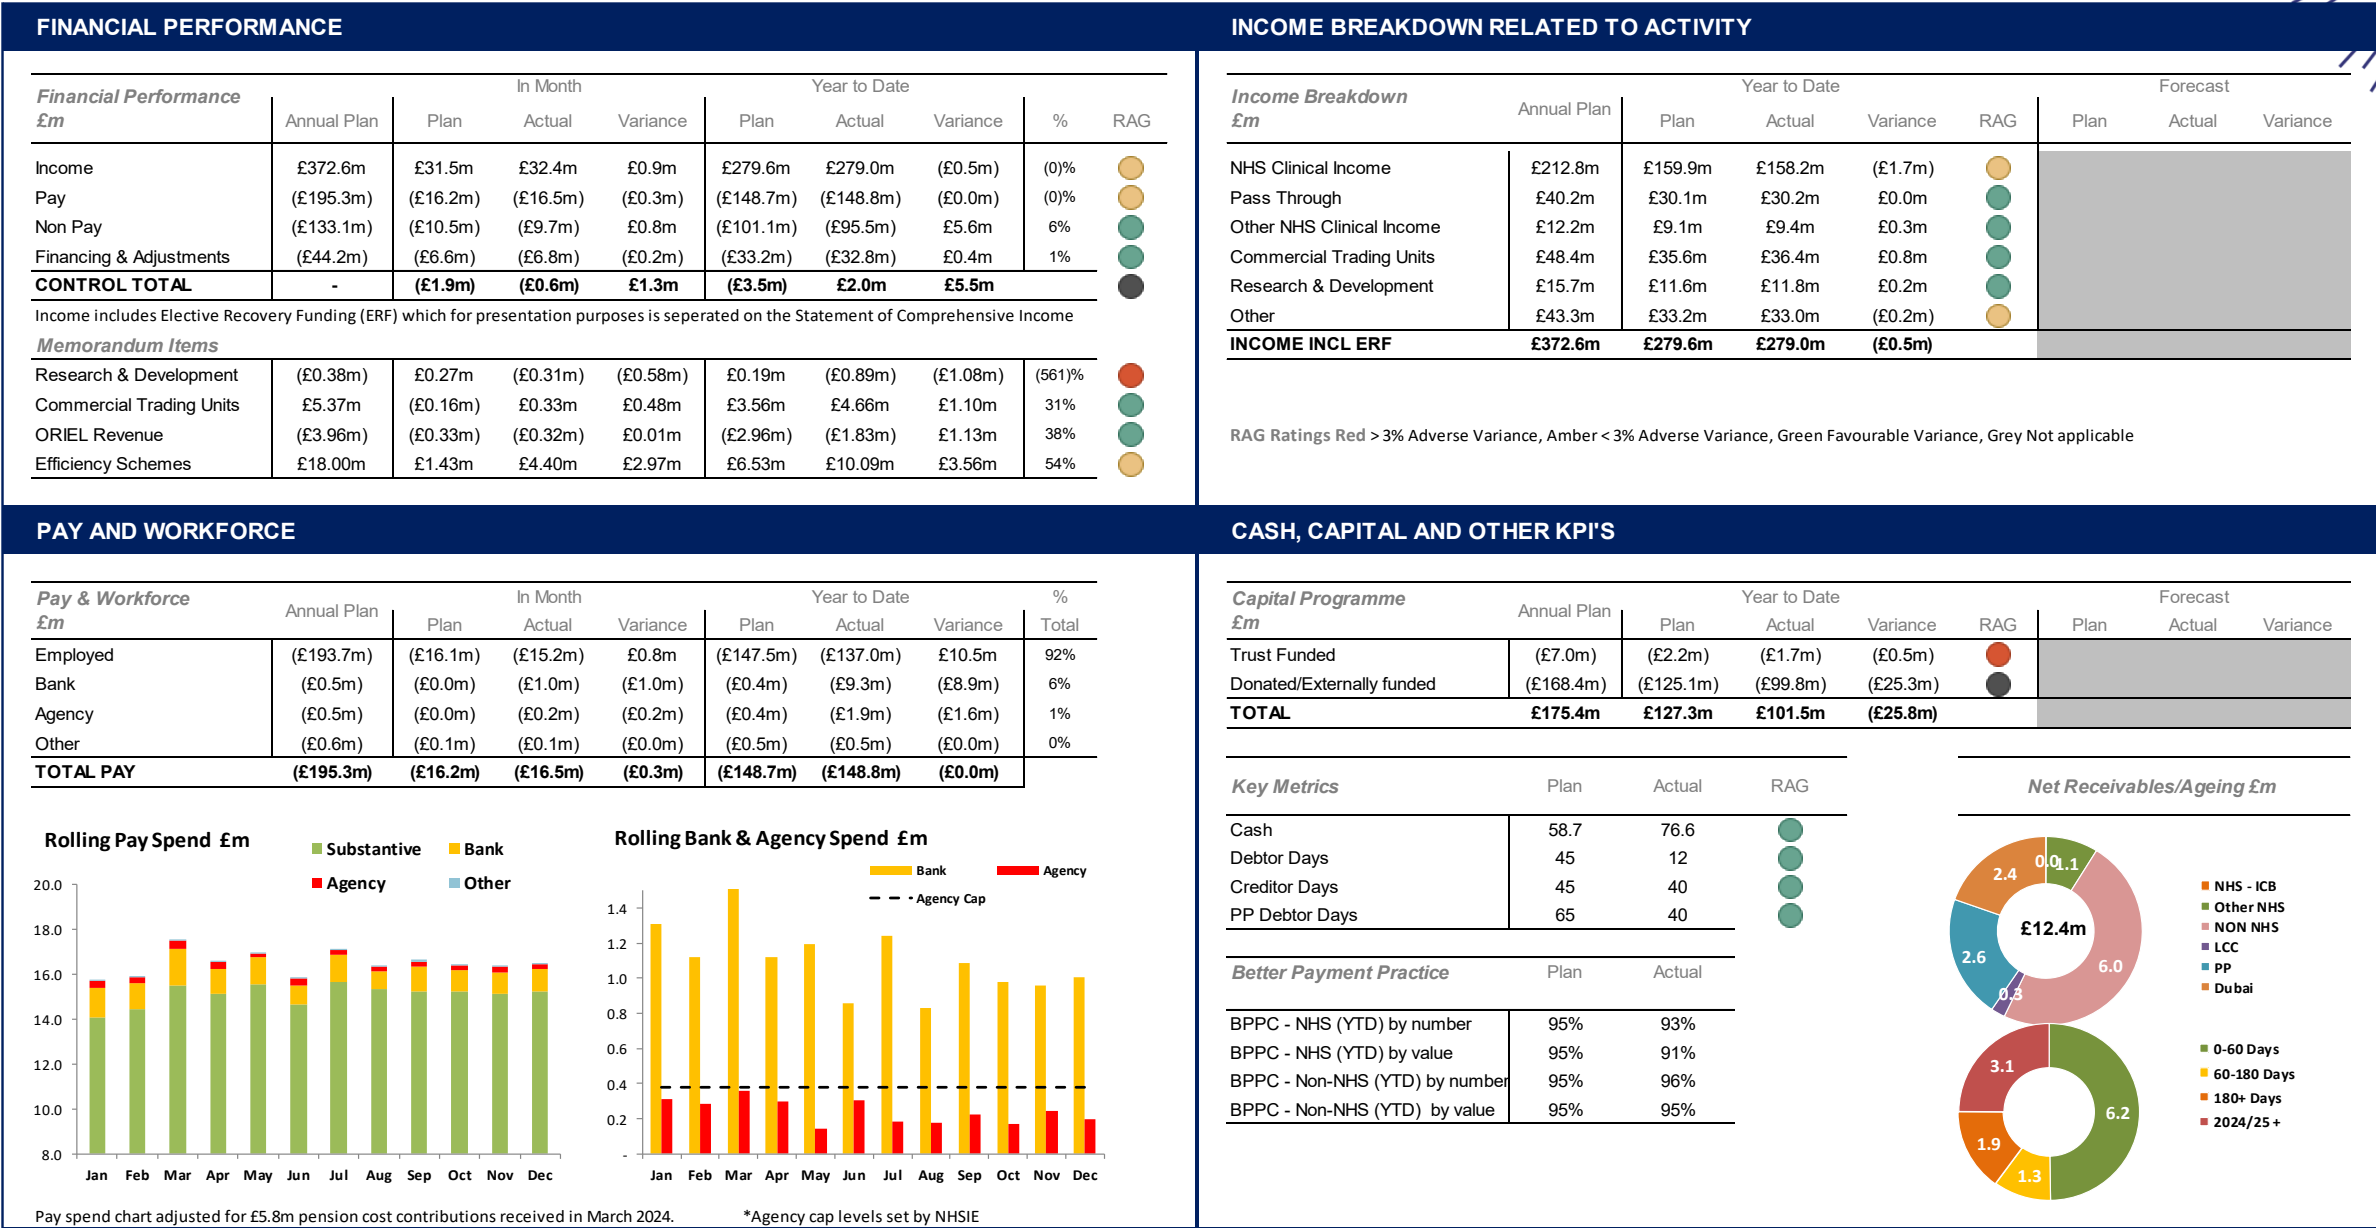 FINANCIAL PERFORMANCE
Financial Performance In Month Year to Date
£m Annual Plan Plan Actual Variance Plan Actual Variance % RAG
Income £372.6m £31.5m £32.4m £0.9m £279.6m £279.0m (£0.5m) (0)%
Pay (£195.3m) (£16.2m) (£16.5m) (£0.3m) (£148.7m) (£148.8m) (£0.0m) (0)%
Non Pay (£133.1m) (£10.5m) (£9.7m) £0.8m (£101.1m) (£95.5m) £5.6m 6%
Financing & Adjustments (£44.2m) (£6.6m) (£6.8m) (£0.2m) (£33.2m) (£32.8m) £0.4m 1%
CONTROL TOTAL - (£1.9m) (£0.6m) £1.3m (£3.5m) £2.0m £5.5m
Income includes Elective Recovery Funding (ERF) which for presentation purposes is seperated on the Statement of Comprehensive Income
Memorandum Items
Research & Development (£0.38m) £0.27m (£0.31m) (£0.58m) £0.19m (£0.89m) (£1.08m) (561)%
Commercial Trading Units £5.37m (£0.16m) £0.33m £0.48m £3.56m £4.66m £1.10m 31%
ORIEL Revenue (£3.96m) (£0.33m) (£0.32m) £0.01m (£2.96m) (£1.83m) £1.13m 38%
Efficiency Schemes £18.00m £1.43m £4.40m £2.97m £6.53m £10.09m £3.56m 54%
INCOME BREAKDOWN RELATED TO ACTIVITY
Income Breakdown Annual Plan Year to Date Forecast
£m Plan Actual Variance RAG Plan Actual Variance
NHS Clinical Income £212.8m £159.9m £158.2m (£1.7m)
Pass Through £40.2m £30.1m £30.2m £0.0m
Other NHS Clinical Income £12.2m £9.1m £9.4m £0.3m
Commercial Trading Units £48.4m £35.6m £36.4m £0.8m
Research & Development £15.7m £11.6m £11.8m £0.2m
Other £43.3m £33.2m £33.0m (£0.2m)
INCOME INCL ERF £372.6m £279.6m £279.0m (£0.5m)
RAG Ratings Red > 3% Adverse Variance, Amber < 3% Adverse Variance, Green Favourable Variance, Grey Not applicable
PAY AND WORKFORCE
Pay & Workforce Annual Plan In Month Year to Date %
£m Plan Actual Variance Plan Actual Variance Total
Employed (£193.7m) (£16.1m) (£15.2m) £0.8m (£147.5m) (£137.0m) £10.5m 92%
Bank (£0.5m) (£0.0m) (£1.0m) (£1.0m) (£0.4m) (£9.3m) (£8.9m) 6%
Agency (£0.5m) (£0.0m) (£0.2m) (£0.2m) (£0.4m) (£1.9m) (£1.6m) 1%
Other (£0.6m) (£0.1m) (£0.1m) (£0.0m) (£0.5m) (£0.5m) (£0.0m) 0%
TOTAL PAY (£195.3m) (£16.2m) (£16.5m) (£0.3m) (£148.7m) (£148.8m) (£0.0m)
Rolling Pay Spend £m
Substantive Bank
Agency Other
20.0
18.0
16.0
14.0
12.0
10.0
8.0
Jan Feb Mar Apr May Jun Jul Aug Sep Oct Nov Dec
Pay spend chart adjusted for £5.8m pension cost contributions received in March 2024.
Rolling Bank & Agency Spend £m
Bank Agency
Agency Cap
1.4
1.2
1.0
0.8
0.6
0.4
0.2
-
Jan Feb Mar Apr May Jun Jul Aug Sep Oct Nov Dec
*Agency cap levels set by NHSIE
CASH, CAPITAL AND OTHER KPI'S
Capital Programme Annual Plan Year to Date Forecast
£m Plan Actual Variance RAG Plan Actual Variance
Trust Funded (£7.0m) (£2.2m) (£1.7m) (£0.5m)
Donated/Externally funded (£168.4m) (£125.1m) (£99.8m) (£25.3m)
TOTAL £175.4m £127.3m £101.5m (£25.8m)
Key Metrics Plan Actual RAG
Cash 58.7 76.6
Debtor Days 45 12
Creditor Days 45 40
PP Debtor Days 65 40
Better Payment Practice Plan Actual
BPPC - NHS (YTD) by number 95% 93%
BPPC - NHS (YTD) by value 95% 91%
BPPC - Non-NHS (YTD) by number 95% 96%
BPPC - Non-NHS (YTD) by value 95% 95%
Net Receivables/Ageing £m
0.0
1.1
2.4
£12.4m
2.6
6.0
0.3
NHS - ICB
Other NHS
NON NHS
LCC
PP
Dubai
3.1
6.2
1.9
1.3
0-60 Days
60-180 Days
180+ Days
2024/25 +